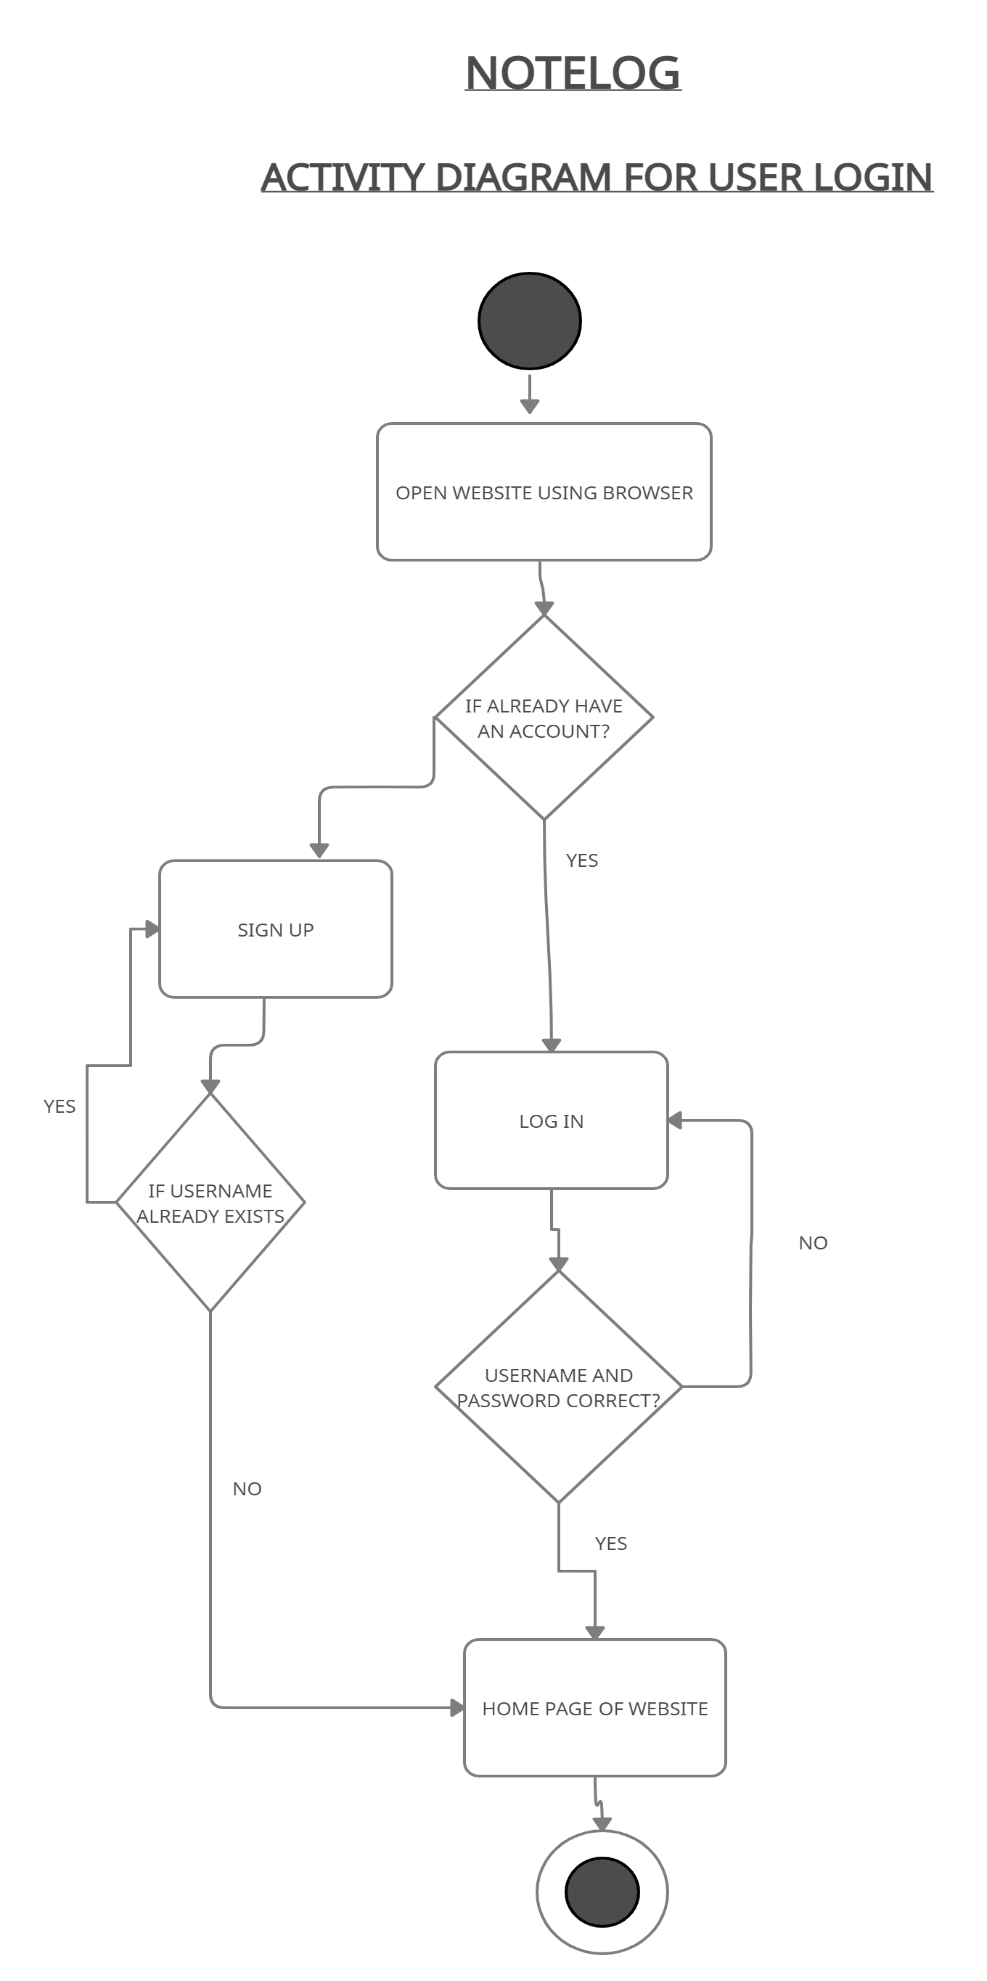 NOTELOG
ACTIVITY DIAGRAM FOR USER LOGIN
OPEN WEBSITE USING BROWSER
IF ALREADY HAVE
AN ACCOUNT?
YES
SIGN UP
YES
LOG IN
IF USERNAME
ALREADY EXISTS
NO
USERNAME AND
PASSWORD CORRECT?
NO
YES
HOME PAGE OF WEBSITE